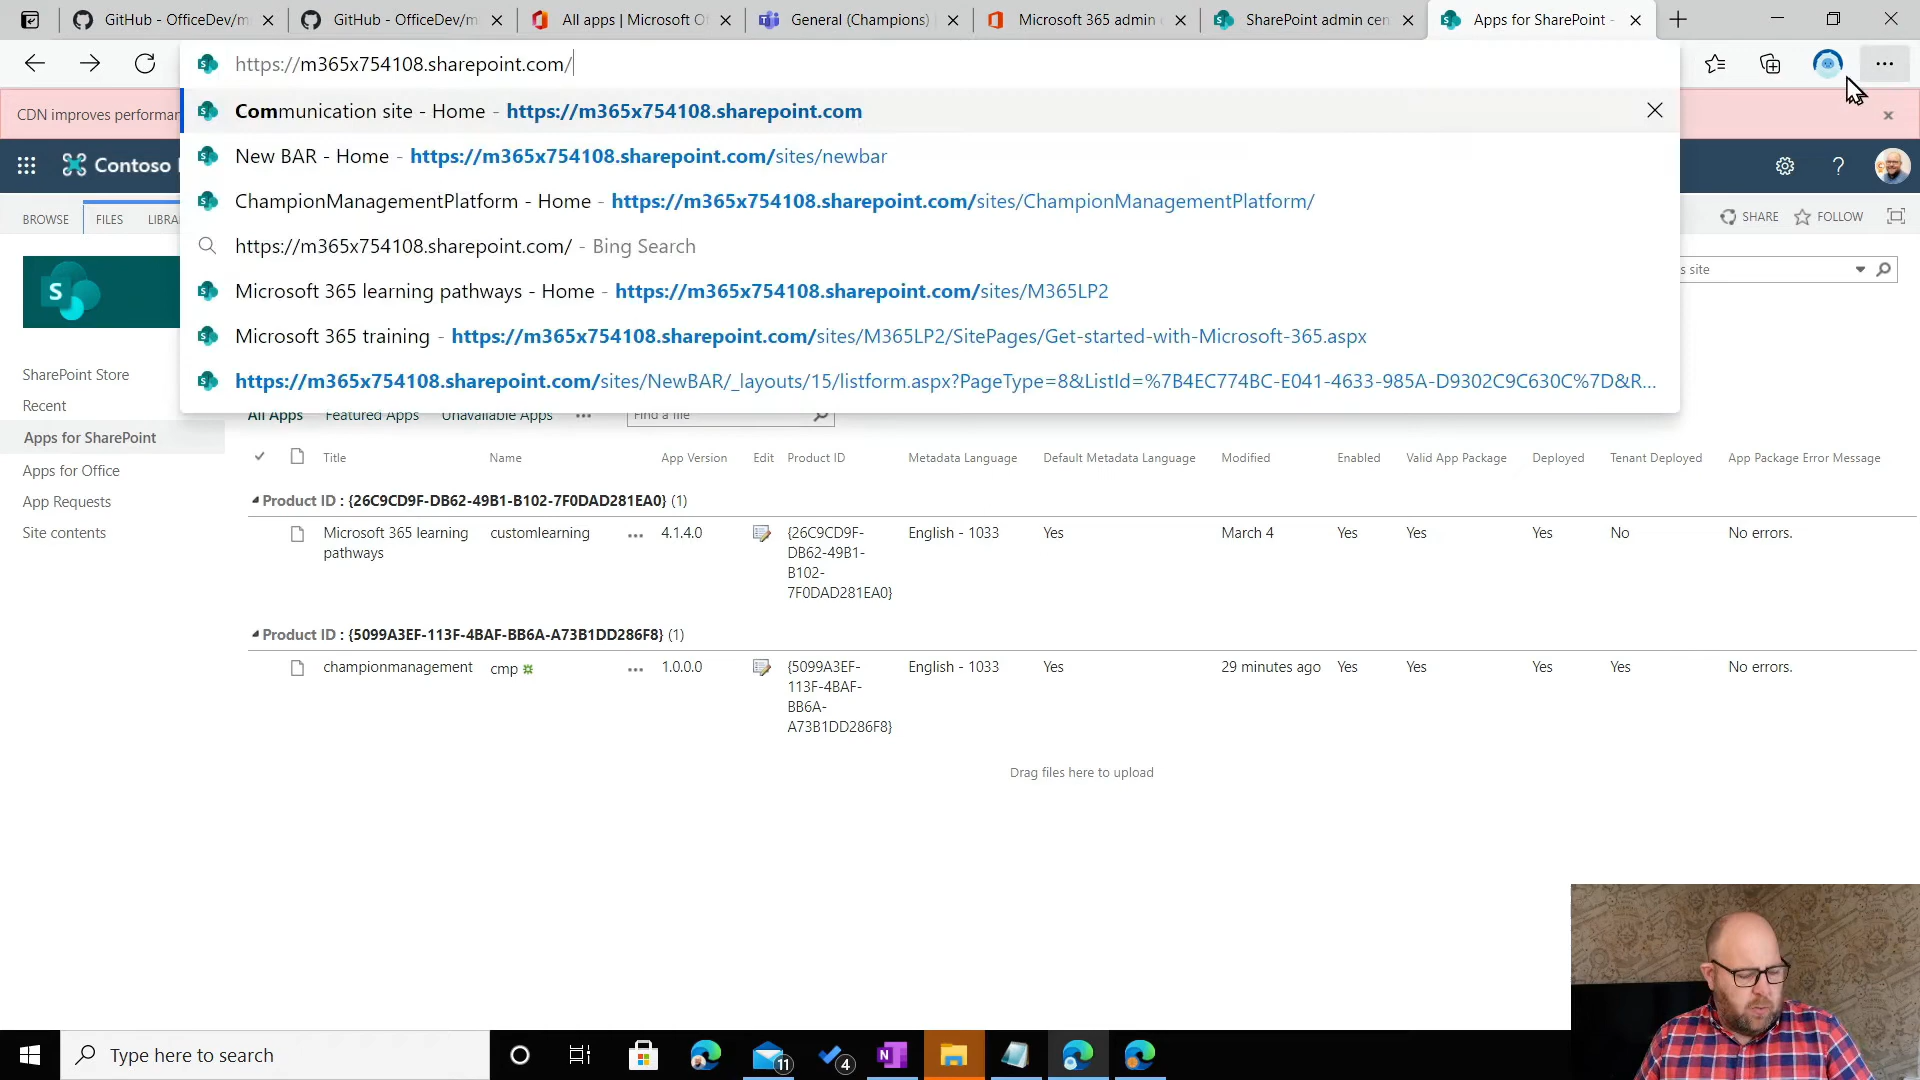 GitHub - OfficeDev/m
GitHub - OfficeDev/m
All apps | Microsoft O
General (Champions)
Microsoft 365 admin
SharePoint admin cen
Apps for SharePoint -
https://m365x754108.sharepoint.com/
CDN improves performan
Communication site - Home - https://m365x754108.sharepoint.com
New BAR - Home - https://m365x754108.sharepoint.com/sites/newbar
ChampionManagementPlatform - Home - https://m365x754108.sharepoint.com/sites/ChampionManagementPlatform/
https://m365x754108.sharepoint.com/ - Bing Search
Microsoft 365 learning pathways - Home - https://m365x754108.sharepoint.com/sites/M365LP2
Microsoft 365 training - https://m365x754108.sharepoint.com/sites/M365LP2/SitePages/Get-started-with-Microsoft-365.aspx
https://m365x754108.sharepoint.com/sites/NewBAR/_layouts/15/listform.aspx?PageType=8&ListId=%7B4EC774BC-E041-4633-985A-D9302C9C630C%7D&R...
Contoso
BROWSE FILES LIBRA
SHARE FOLLOW
s site
S
SharePoint Store
Recent
Apps for SharePoint
Apps for Office
App Requests
Site contents
All Apps Featured Apps Unavailable Apps ... Find a file
Title Name App Version Edit Product ID Metadata Language Default Metadata Language Modified Enabled Valid App Package Deployed Tenant Deployed App Package Error Message
Product ID : {26C9CD9F-DB62-49B1-B102-7F0DAD281EA0} (1)
Microsoft 365 learning pathways customlearning ... 4.1.4.0 {26C9CD9F-DB62-49B1-B102-7F0DAD281EA0} English - 1033 Yes March 4 Yes Yes Yes No No errors.
Product ID : {5099A3EF-113F-4BAF-BB6A-A73B1DD286F8} (1)
championmanagement cmp ... 1.0.0.0 {5099A3EF-113F-4BAF-BB6A-A73B1DD286F8} English - 1033 Yes 29 minutes ago Yes Yes Yes Yes No errors.
Drag files here to upload
Type here to search
11
4
N